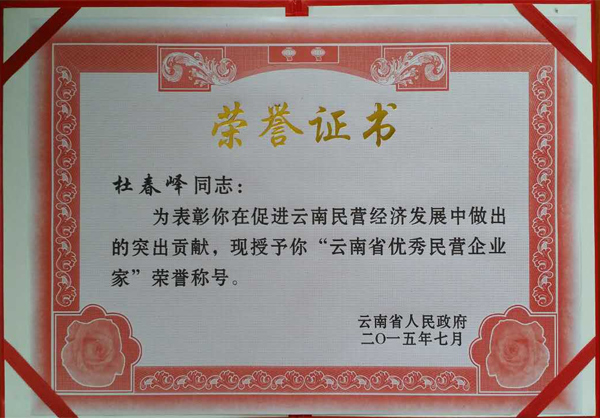 荣誉证书
杜春峰同志：
为表彰你在促进云南民营经济发展中做出
的突出贡献，现授予你“云南省优秀民营企业
家”荣誉称号。
云南省人民政府
二〇一五年七月